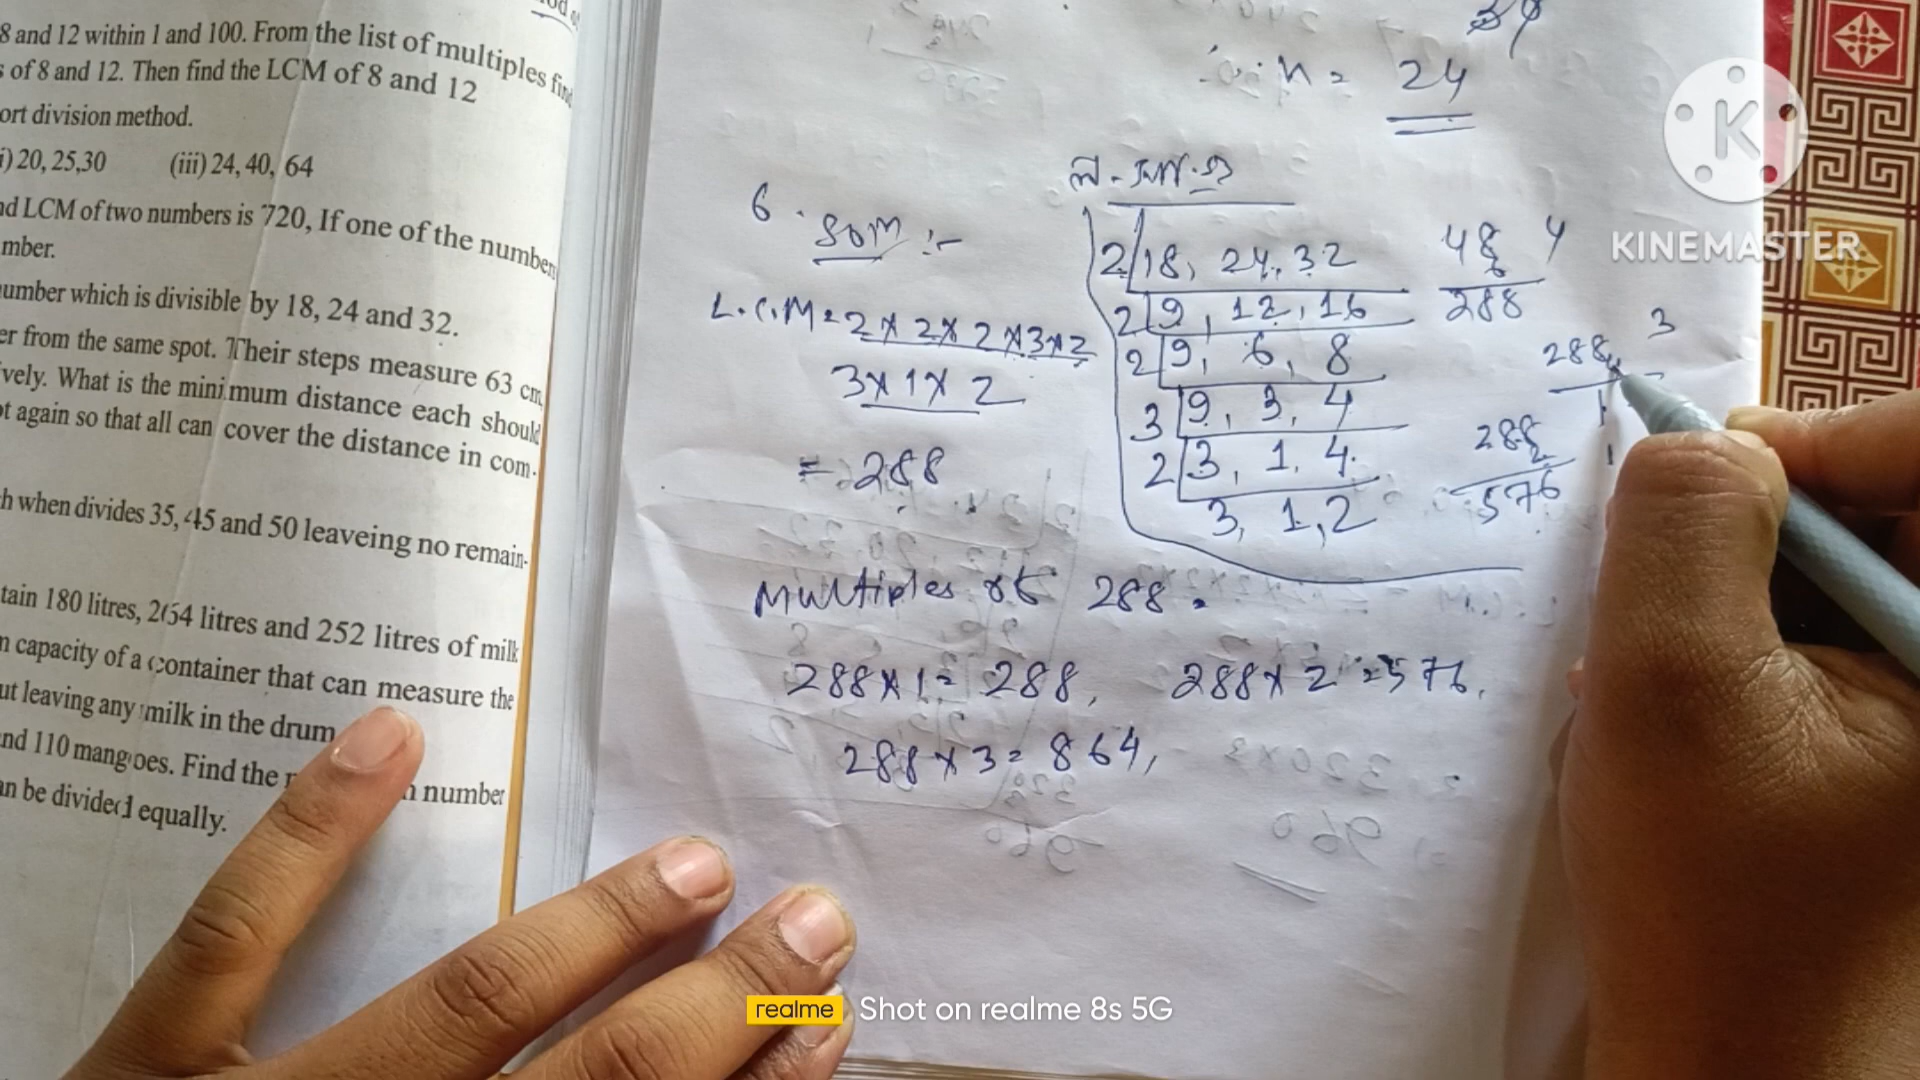 8 and 12 within 1 and 100. From the list of multiples find
of 8 and 12. Then find the LCM of 8 and 12
ort division method.
i) 20, 25,30 (iii) 24, 40, 64
nd LCM of two numbers is 720, If one of the numbers
mber.
umber which is divisible by 18, 24 and 32.
er from the same spot. Their steps measure 63 cm,
vely. What is the minimum distance each should
ot again so that all can cover the distance in com-
h when divides 35, 45 and 50 leaveing no remain-
tain 180 litres, 264 litres and 252 litres of milk
n capacity of a container that can measure the
ut leaving any milk in the drum
nd 110 mangoes. Find the n number
an be divided equally.
n = 24
ল.সা.গু
6. Soln :-
2 18, 24, 32
2 9, 12, 16
2 9, 6, 8
3 9, 3, 4
2 3, 1, 4
3, 1, 2
L.C.M = 2 × 2 × 2 × 3 × 2
3 × 1 × 2
= 288
48 4
6
288
288 3
288
2
576
Multiples of 288.
288 × 1 = 288, 288 × 2 = 576,
288 × 3 = 864,
K
KINEMASTER
realme Shot on realme 8s 5G